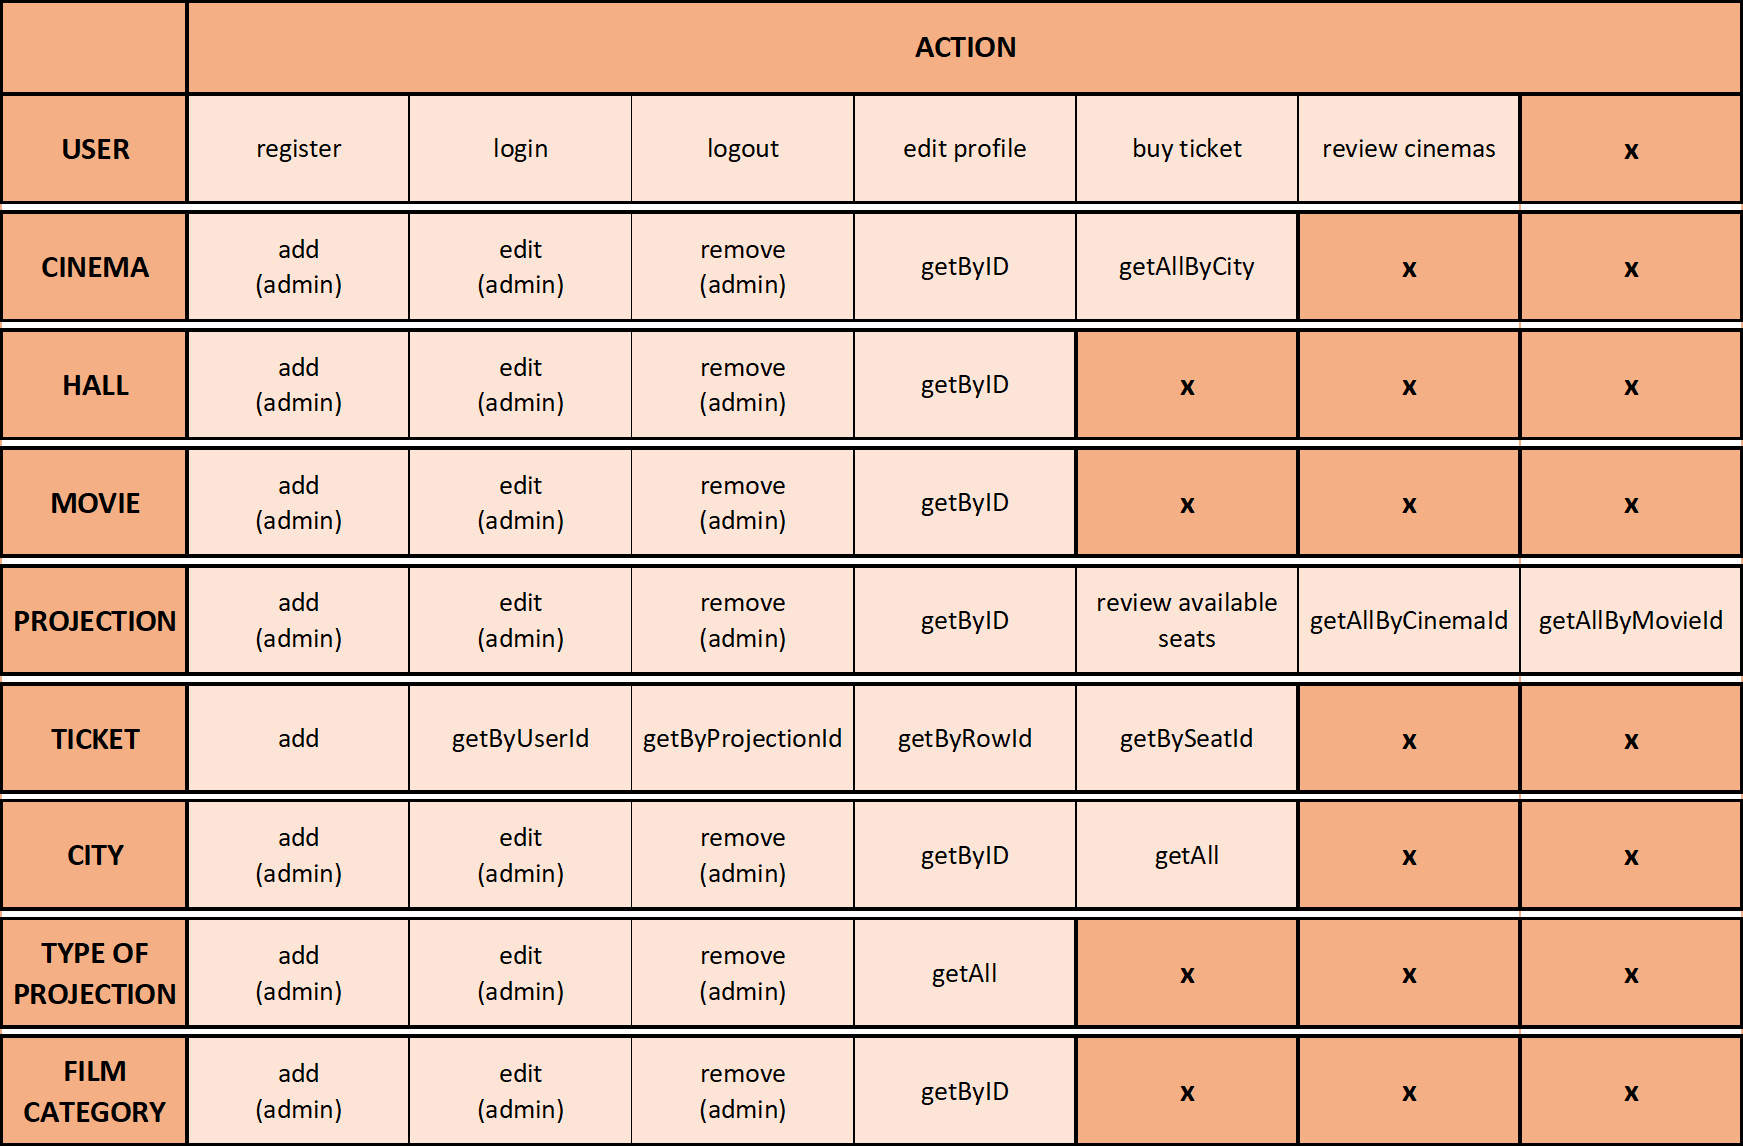 ACTION
USER register login logout edit profile buy ticket review cinemas x
CINEMA add (admin) edit (admin) remove (admin) getByID getAllByCity x x
HALL add (admin) edit (admin) remove (admin) getByID x x x
MOVIE add (admin) edit (admin) remove (admin) getByID x x x
PROJECTION add (admin) edit (admin) remove (admin) getByID review available seats getAllByCinemaId getAllByMovieId
TICKET add getByUserId getByProjectionId getByRowId getBySeatId x x
CITY add (admin) edit (admin) remove (admin) getByID getAll x x
TYPE OF PROJECTION add (admin) edit (admin) remove (admin) getAll x x x
FILM CATEGORY add (admin) edit (admin) remove (admin) getByID x x x